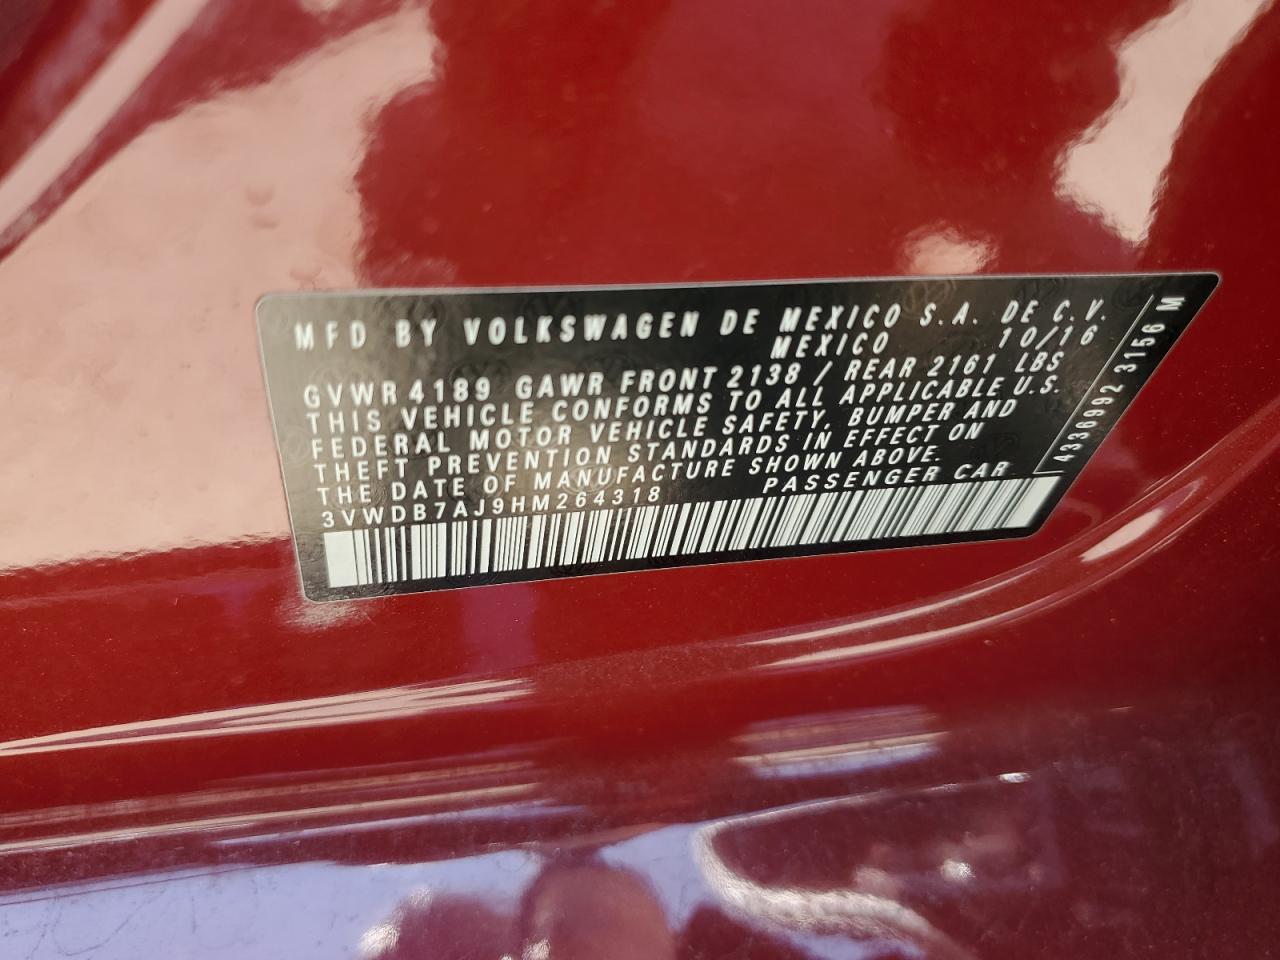 MFD BY VOLKSWAGEN DE MEXICO S.A. DE C.V.
MEXICO 10/16
GVWR 4189 GAWR FRONT 2138 / REAR 2161 LBS
THIS VEHICLE CONFORMS TO ALL APPLICABLE U.S.
FEDERAL MOTOR VEHICLE SAFETY, BUMPER AND
THEFT PREVENTION STANDARDS IN EFFECT ON
THE DATE OF MANUFACTURE SHOWN ABOVE.
3VWDB7AJ9HM264318 PASSENGER CAR
4336992 3156 M